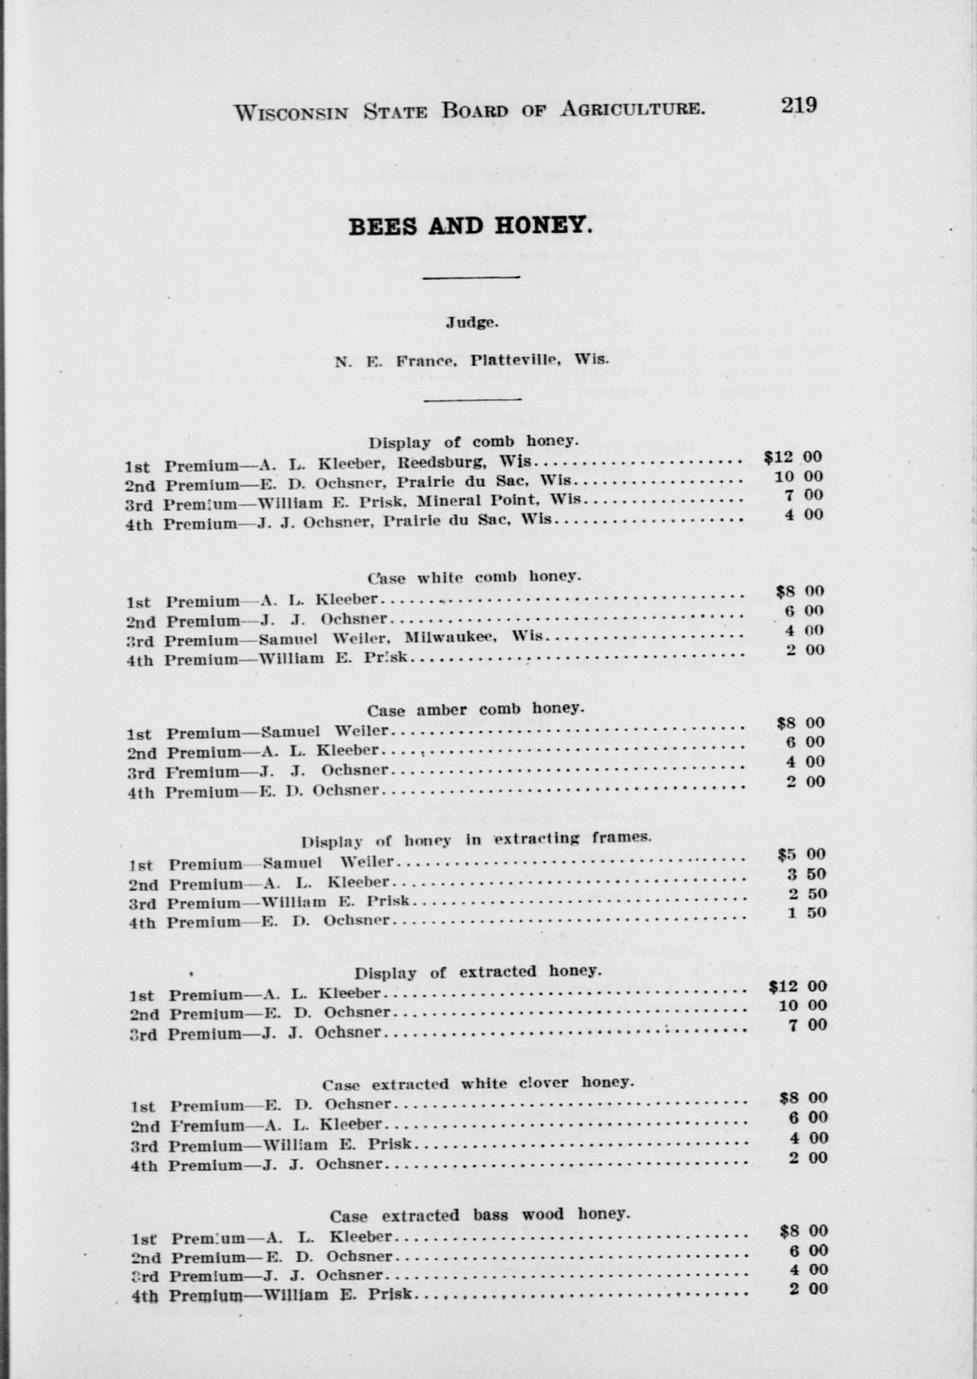 WISCONSIN STATE BOARD OF AGRICULTURE. 219
BEES AND HONEY.
Judge.
N. E. France, Platteville, Wis.
Display of comb honey.
1st Premium—A. L. Kleeber, Reedsburg, Wis...................... $12 00
2nd Premium—E. D. Ochsner, Prairie du Sac, Wis.................. 10 00
3rd Premium—William E. Prisk, Mineral Point, Wis................. 7 00
4th Premium—J. J. Ochsner, Prairie du Sac, Wis.................... 4 00
Case white comb honey.
1st Premium—A. L. Kleeber...................................... $8 00
2nd Premium—J. J. Ochsner..................................... 6 00
3rd Premium—Samuel Weiler, Milwaukee, Wis..................... 4 00
4th Premium—William E. Prisk................................... 2 00
Case amber comb honey.
1st Premium—Samuel Weiler..................................... $8 00
2nd Premium—A. L. Kleeber...................................... 6 00
3rd Premium—J. J. Ochsner..................................... 4 00
4th Premium—E. D. Ochsner...................................... 2 00
Display of honey in extracting frames.
1st Premium—Samuel Weiler..................................... $5 00
2nd Premium—A. L. Kleeber..................................... 3 50
3rd Premium—William E. Prisk................................... 2 50
4th Premium—E. D. Ochsner..................................... 1 50
Display of extracted honey.
1st Premium—A. L. Kleeber...................................... $12 00
2nd Premium—E. D. Ochsner..................................... 10 00
3rd Premium—J. J. Ochsner...................................... 7 00
Case extracted white clover honey.
1st Premium—E. D. Ochsner..................................... $8 00
2nd Premium—A. L. Kleeber...................................... 6 00
3rd Premium—William E. Prisk................................... 4 00
4th Premium—J. J. Ochsner...................................... 2 00
Case extracted bass wood honey.
1st Premium—A. L. Kleeber..................................... $8 00
2nd Premium—E. D. Ochsner..................................... 6 00
3rd Premium—J. J. Ochsner...................................... 4 00
4th Premium—William E. Prisk................................... 2 00